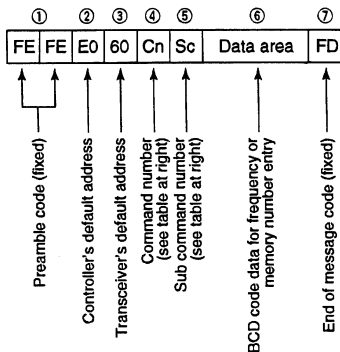 ① ② ③ ④ ⑤ ⑥ ⑦
FE FE E0 60 Cn Sc Data area FD
Preamble code (fixed)
Controller's default address
Transceiver's default address
Command number
(see table at right)
Sub command number
(see table at right)
BCD code data for frequency or
memory number entry
End of message code (fixed)